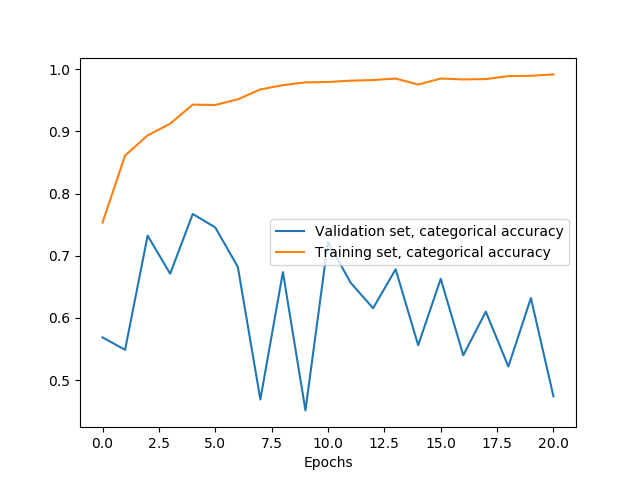 1.0
0.9
0.8
0.7
0.6
0.5
Validation set, categorical accuracy
Training set, categorical accuracy
0.0 2.5 5.0 7.5 10.0 12.5 15.0 17.5 20.0
Epochs